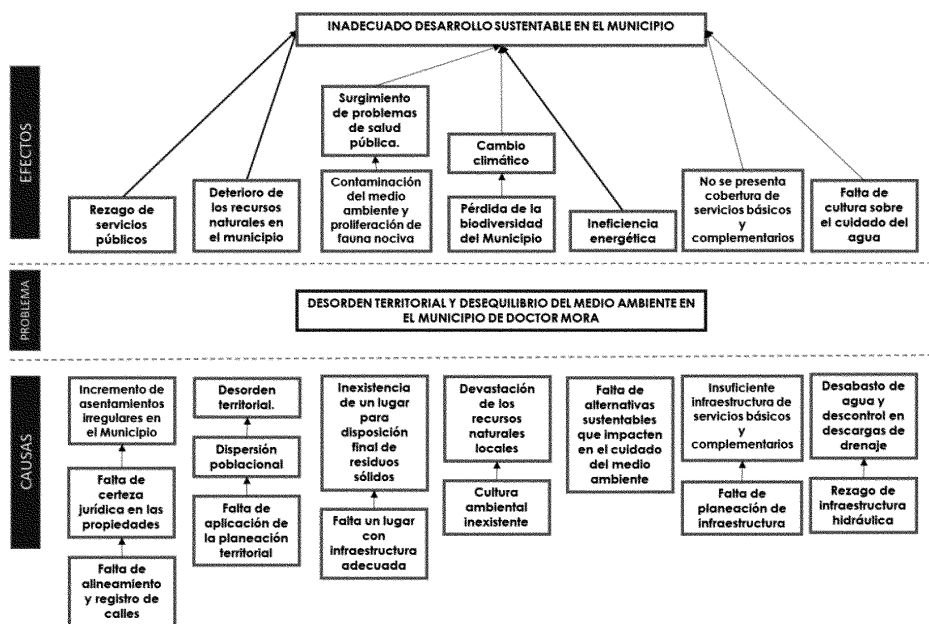 INADECUADO DESARROLLO SUSTENTABLE EN EL MUNICIPIO
EFECTOS
Surgimiento
de problemas
de salud
pública.
Cambio
climático
Rezago de
servicios
públicos
Deterioro de
los recursos
naturales en
el municipio
Contaminación
del medio
ambiente y
proliferación de
fauna nociva
Pérdida de la
biodiversidad
del Municipio
Ineficiencia
energética
No se presenta
cobertura de
servicios básicos
y
complementarios
Falta de
cultura sobre
el cuidado del
agua
PROBLEMA
DESORDEN TERRITORIAL Y DESEQUILIBRIO DEL MEDIO AMBIENTE EN
EL MUNICIPIO DE DOCTOR MORA
CAUSAS
Incremento de
asentamientos
irregulares en
el Municipio
Falta de
certeza
jurídica en las
propiedades
Falta de
alineamiento
y registro de
calles
Desorden
territorial.
Dispersión
poblacional
Falta de
aplicación de
la planeación
territorial
Inexistencia
de un lugar
para
disposición
final de
residuos
sólidos
Falta un lugar
con
infraestructura
adecuada
Devastación
de los
recursos
naturales
locales
Cultura
ambiental
inexistente
Falta de
alternativas
sustentables
que impacten
en el cuidado
del medio
ambiente
Insuficiente
infraestructura de
servicios básicos
y
complementarios
Falta de
planeación de
infraestructura
Desabasto de
agua y
descontrol en
descargas de
drenaje
Rezago de
infraestructura
hidráulica